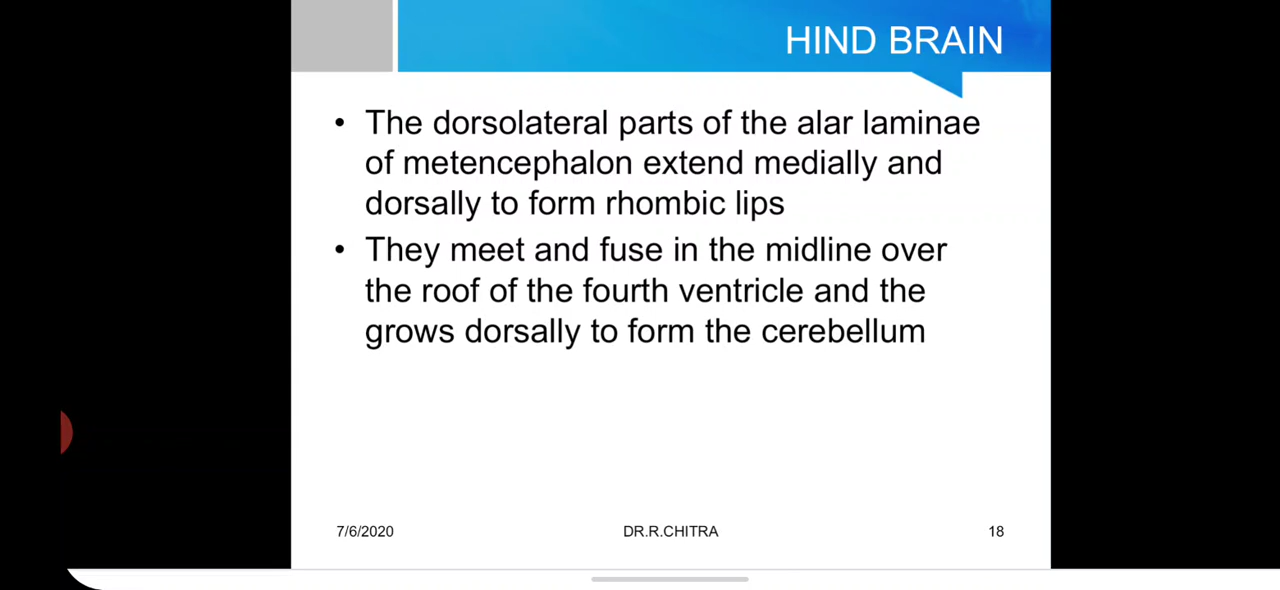 HIND BRAIN
• The dorsolateral parts of the alar laminae
of metencephalon extend medially and
dorsally to form rhombic lips
• They meet and fuse in the midline over
the roof of the fourth ventricle and the
grows dorsally to form the cerebellum
7/6/2020 DR.R.CHITRA 18